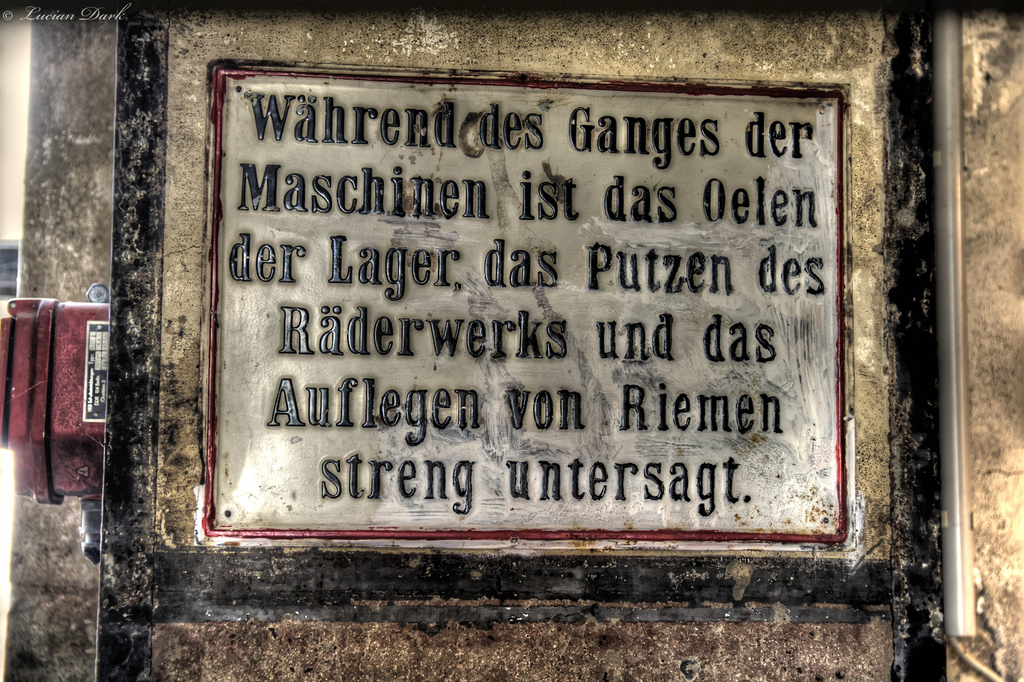 © Lucian Dark
Während des Ganges der
Maschinen ist das Oelen
der Lager, das Putzen des
Räderwerks und das
Auflegen von Riemen
streng untersagt.